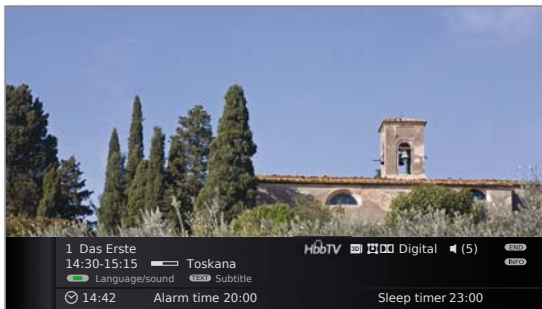 1 Das Erste HbbTV 3D Digital (5) END
14:30-15:15 Toskana INFO
Language/sound TEXT Subtitle
14:42 Alarm time 20:00 Sleep timer 23:00